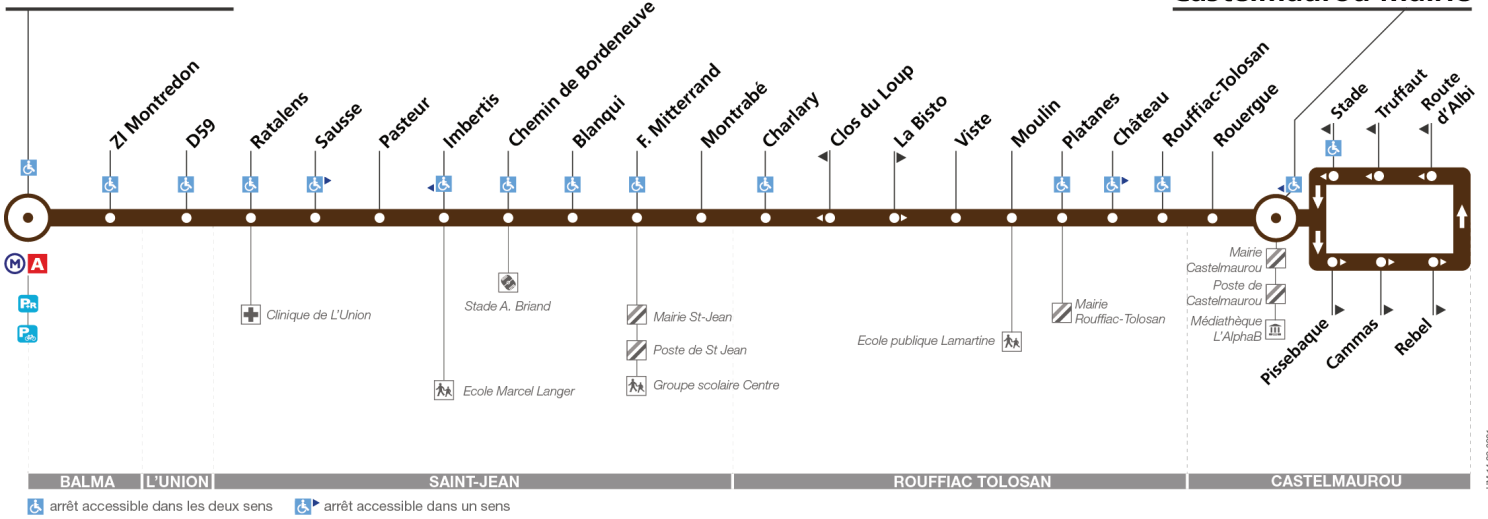 Castelmaurou Mairie
ZI Montredon
D59
Ratalens
Sausse
Pasteur
Imbertis
Chemin de Bordeneuve
Blanqui
F. Mitterrand
Montrabé
Charlary
Clos du Loup
La Bisto
Viste
Moulin
Platanes
Château
Rouffiac-Tolosan
Rouergue
Stade
Truffaut
Route
d'Albi
M A
P+R
P
Clinique de L'Union
Ecole Marcel Langer
Stade A. Briand
Mairie St-Jean
Poste de St Jean
Groupe scolaire Centre
Ecole publique Lamartine
Mairie
Rouffiac-Tolosan
Mairie
Castelmaurou
Poste de
Castelmaurou
Médiathèque
L'AlphaB
Pissebaque
Cammas
Rebel
BALMA
L'UNION
SAINT-JEAN
ROUFFIAC TOLOSAN
CASTELMAUROU
arrêt accessible dans les deux sens
arrêt accessible dans un sens